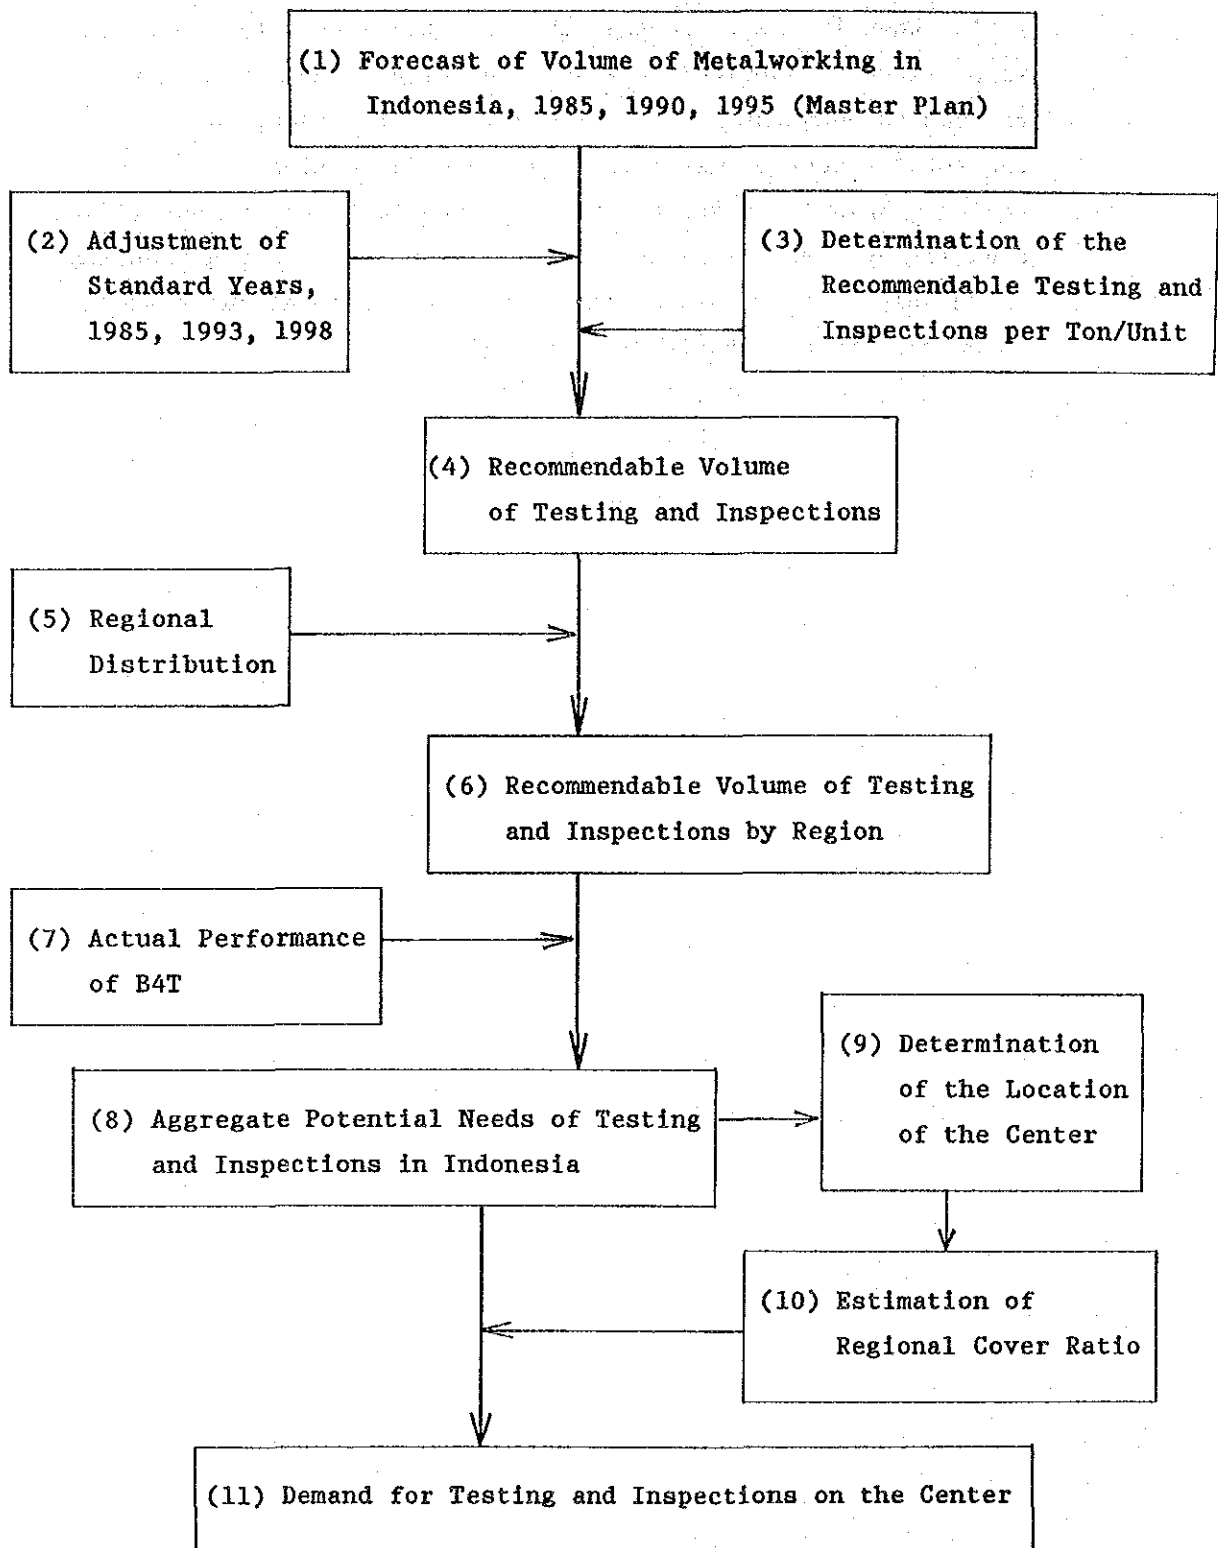 (1) Forecast of Volume of Metalworking in
Indonesia, 1985, 1990, 1995 (Master Plan)
(2) Adjustment of
Standard Years,
1985, 1993, 1998
(3) Determination of the
Recommendable Testing and
Inspections per Ton/Unit
(4) Recommendable Volume
of Testing and Inspections
(5) Regional
Distribution
(6) Recommendable Volume of Testing
and Inspections by Region
(7) Actual Performance
of B4T
(8) Aggregate Potential Needs of Testing
and Inspections in Indonesia
(9) Determination
of the Location
of the Center
(10) Estimation of
Regional Cover Ratio
(11) Demand for Testing and Inspections on the Center